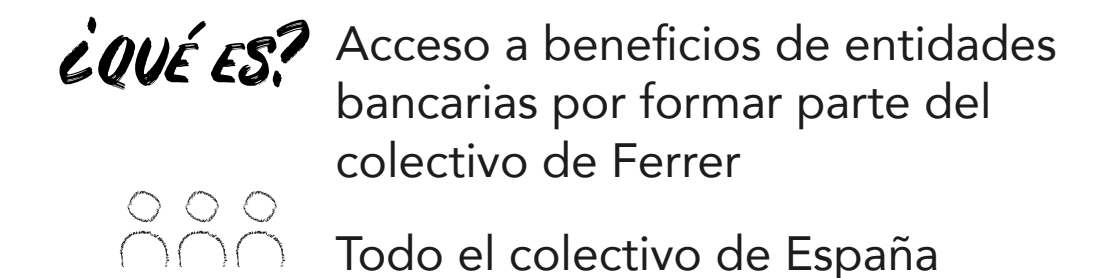 ¿QUÉ ES?
Acceso a beneficios de entidades
bancarias por formar parte del
colectivo de Ferrer
Todo el colectivo de España